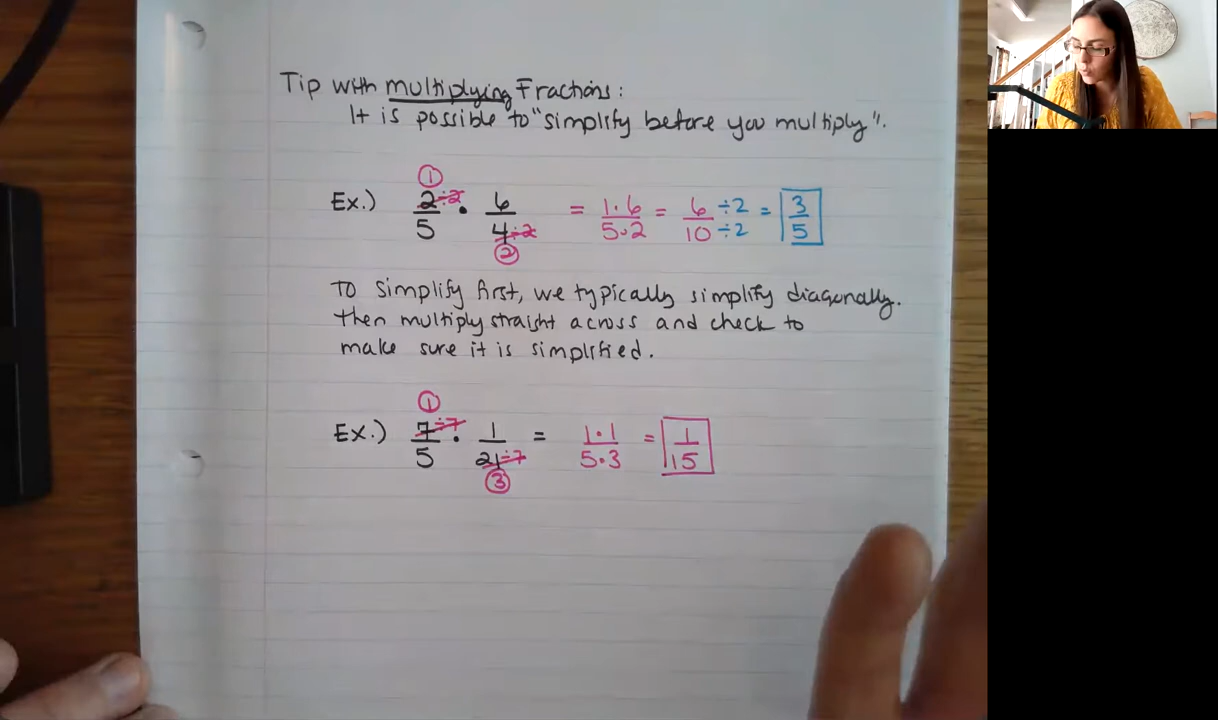 Tip with multiplying Fractions:
It is possible to "simplify before you multiply".
Ex.) ① 2÷2/5 · 6/4÷2 ② = 1·6/5·2 = 6÷2/10÷2 = 3/5
To simplify first, we typically simplify diagonally.
Then multiply straight across and check to
make sure it is simplified.
Ex.) ① 7÷7/5 · 1/21÷7 ③ = 1·1/5·3 = 1/15